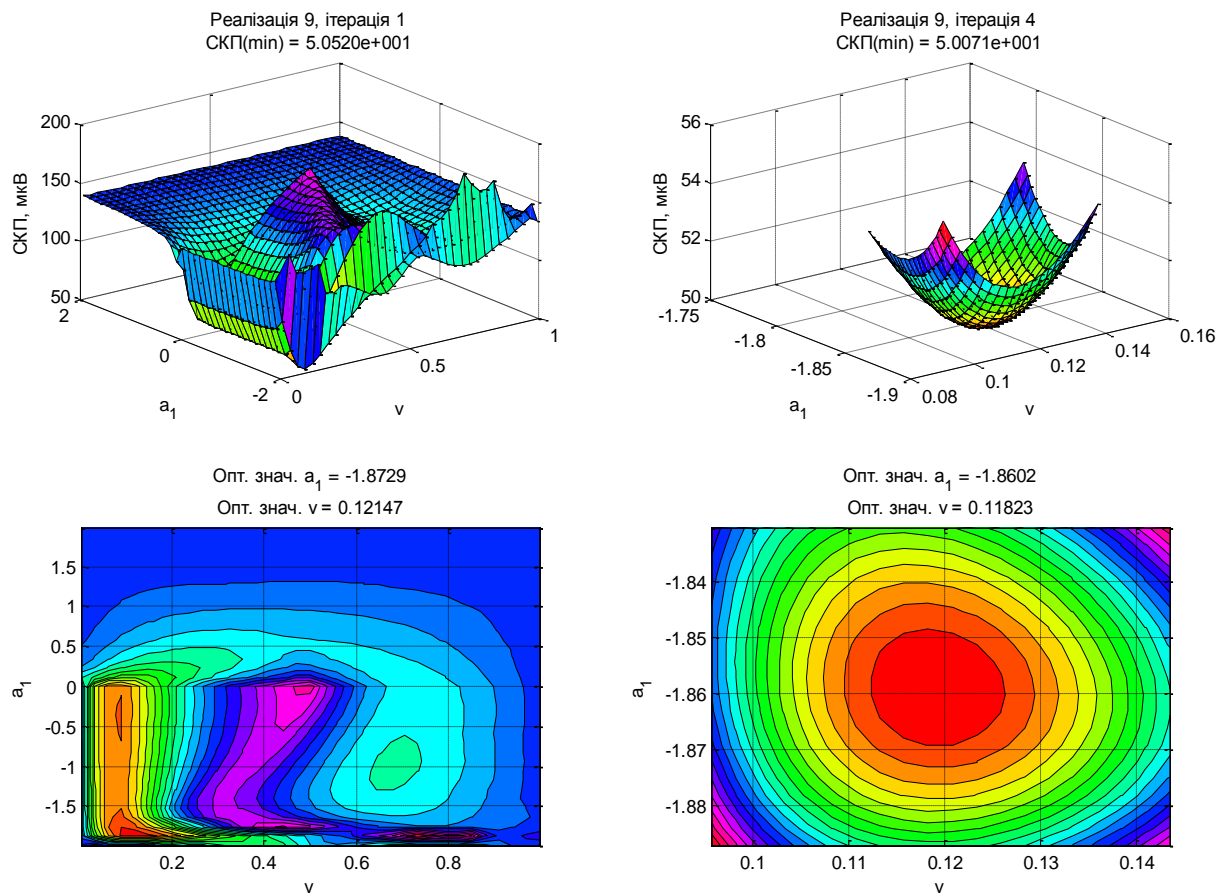 Реалізація 9, ітерація 1
СКП(min) = 5.0520e+001
200
150
100
50
СКП, мкВ
2
0
-2
a1
0
0.5
1
v
Реалізація 9, ітерація 4
СКП(min) = 5.0071e+001
56
54
52
50
СКП, мкВ
-1.75
-1.8
-1.85
-1.9
a1
0.08
0.1
0.12
0.14
0.16
v
Опт. знач. a1 = -1.8729
Опт. знач. v = 0.12147
1.5
1
0.5
0
-0.5
-1
-1.5
a1
0.2
0.4
0.6
0.8
v
Опт. знач. a1 = -1.8602
Опт. знач. v = 0.11823
-1.84
-1.85
-1.86
-1.87
-1.88
a1
0.1
0.11
0.12
0.13
0.14
v